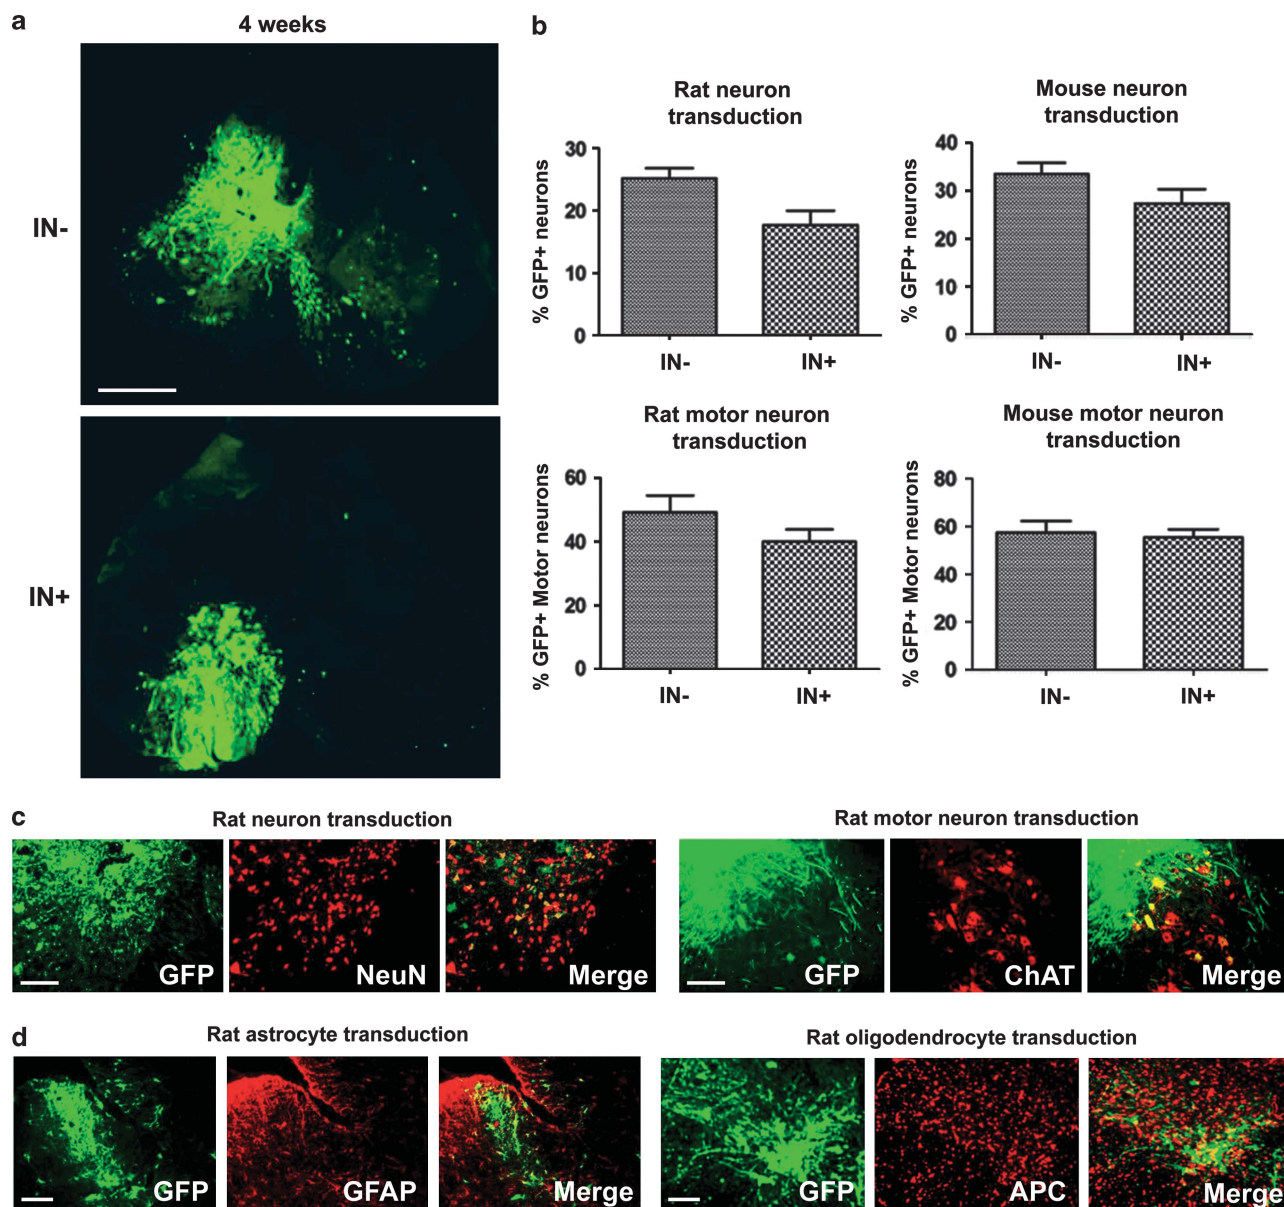 a
4 weeks
IN-
IN+
b
Rat neuron
transduction
% GFP+ neurons
30
20
10
0
IN-
IN+
Mouse neuron
transduction
% GFP+ neurons
40
30
20
10
0
IN-
IN+
Rat motor neuron
transduction
% GFP+ Motor neurons
60
40
20
0
IN-
IN+
Mouse motor neuron
transduction
% GFP+ Motor neurons
80
60
40
20
0
IN-
IN+
c
Rat neuron transduction
GFP
NeuN
Merge
Rat motor neuron transduction
GFP
ChAT
Merge
d
Rat astrocyte transduction
GFP
GFAP
Merge
Rat oligodendrocyte transduction
GFP
APC
Merge